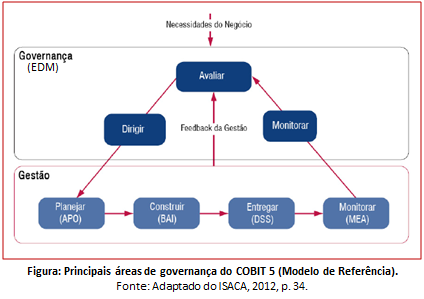 Necessidades do Negócio
Governança
(EDM)
Avaliar
Dirigir
Feedback da Gestão
Monitorar
Gestão
Planejar
(APO)
Construir
(BAI)
Entregar
(DSS)
Monitorar
(MEA)
Figura: Principais áreas de governança do COBIT 5 (Modelo de Referência).
Fonte: Adaptado do ISACA, 2012, p. 34.